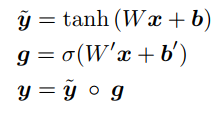 ỹ = tanh (Wx + b)
g = σ(W′x + b′)
y = ỹ ∘ g